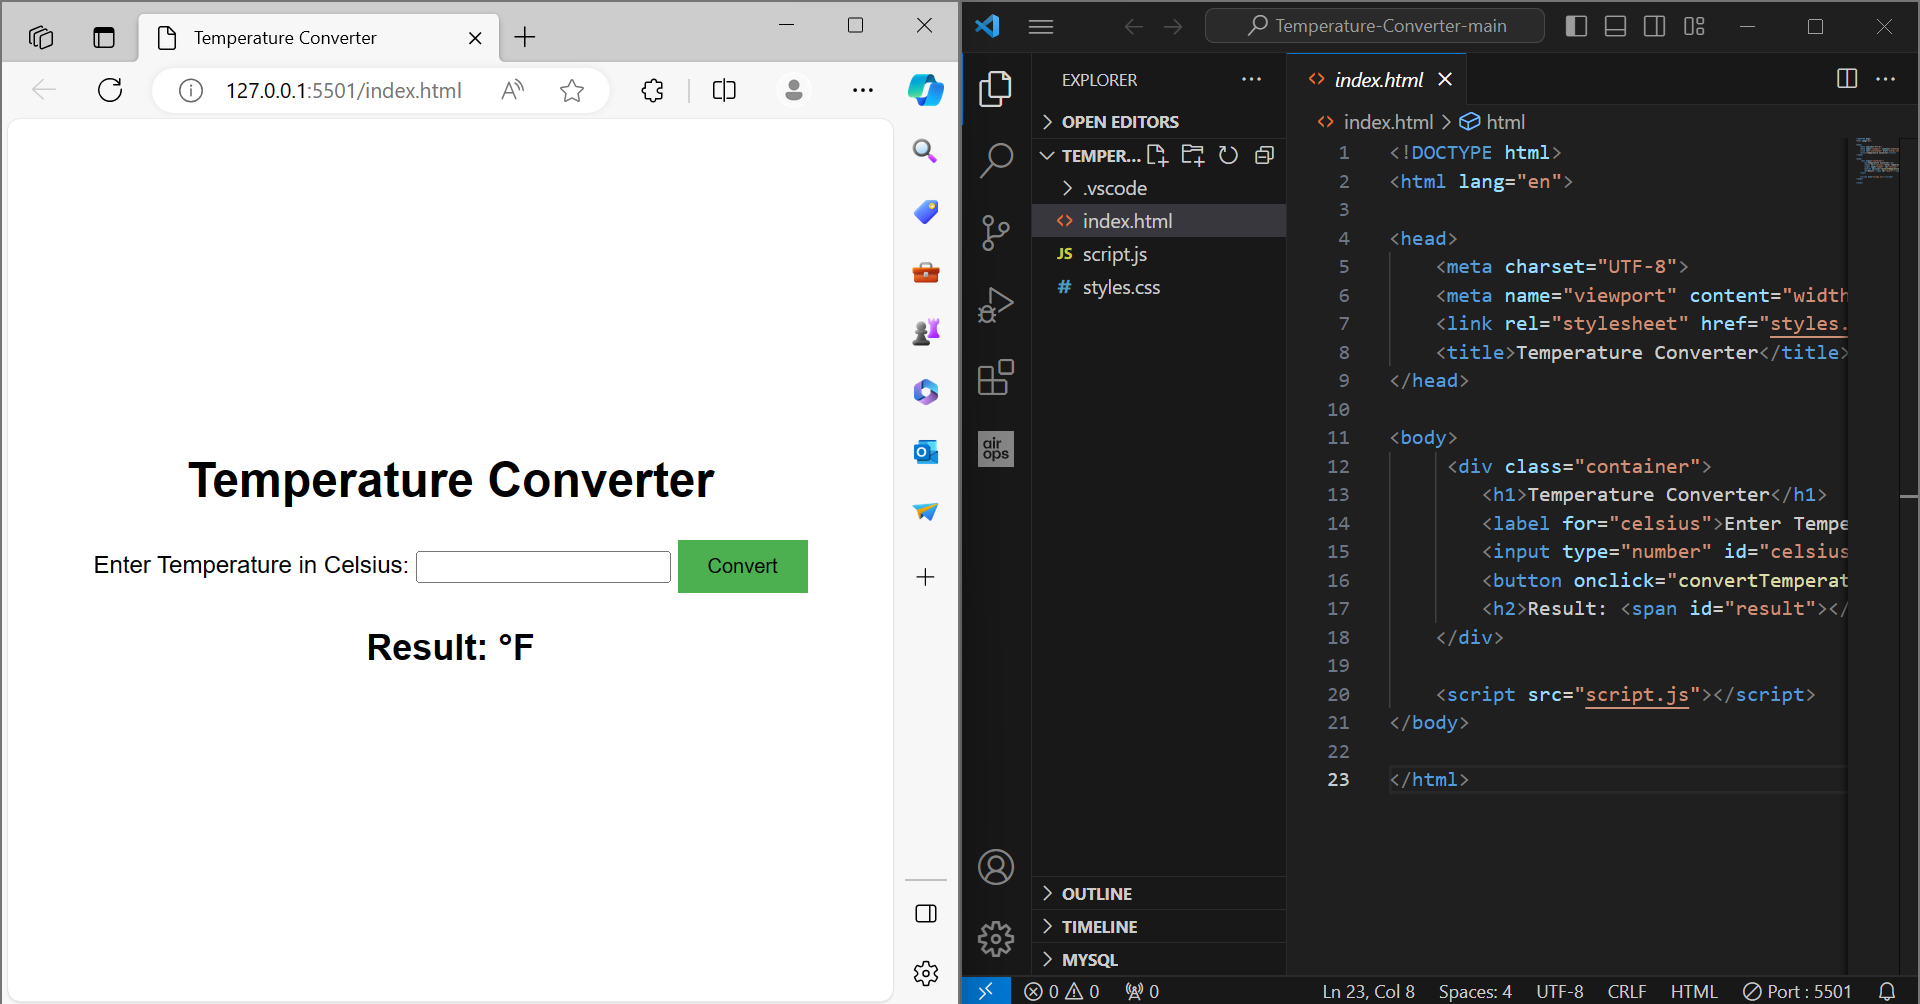 Temperature Converter
127.0.0.1:5501/index.html
Temperature Converter
Enter Temperature in Celsius:
Convert
Result: °F
Temperature-Converter-main
EXPLORER
OPEN EDITORS
TEMPER...
.vscode
index.html
JS script.js
# styles.css
OUTLINE
TIMELINE
MYSQL
air
ops
index.html
index.html > html
1 <!DOCTYPE html>
2 <html lang="en">
3
4 <head>
5 <meta charset="UTF-8">
6 <meta name="viewport" content="width
7 <link rel="stylesheet" href="styles.
8 <title>Temperature Converter</title>
9 </head>
10
11 <body>
12 <div class="container">
13 <h1>Temperature Converter</h1>
14 <label for="celsius">Enter Tempe
15 <input type="number" id="celsius
16 <button onclick="convertTemperat
17 <h2>Result: <span id="result"></
18 </div>
19
20 <script src="script.js"></script>
21 </body>
22
23 </html>
0 0 0 Ln 23, Col 8 Spaces: 4 UTF-8 CRLF HTML Port : 5501